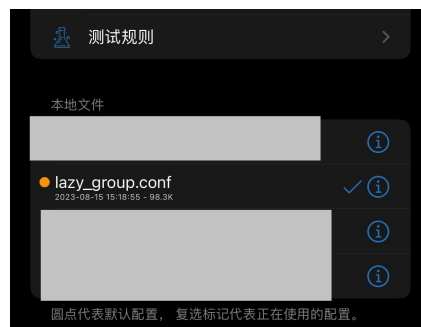 测试规则
本地文件
lazy_group.conf
2023-08-15 15:18:55 - 98.3K
圆点代表默认配置，复选标记代表正在使用的配置。